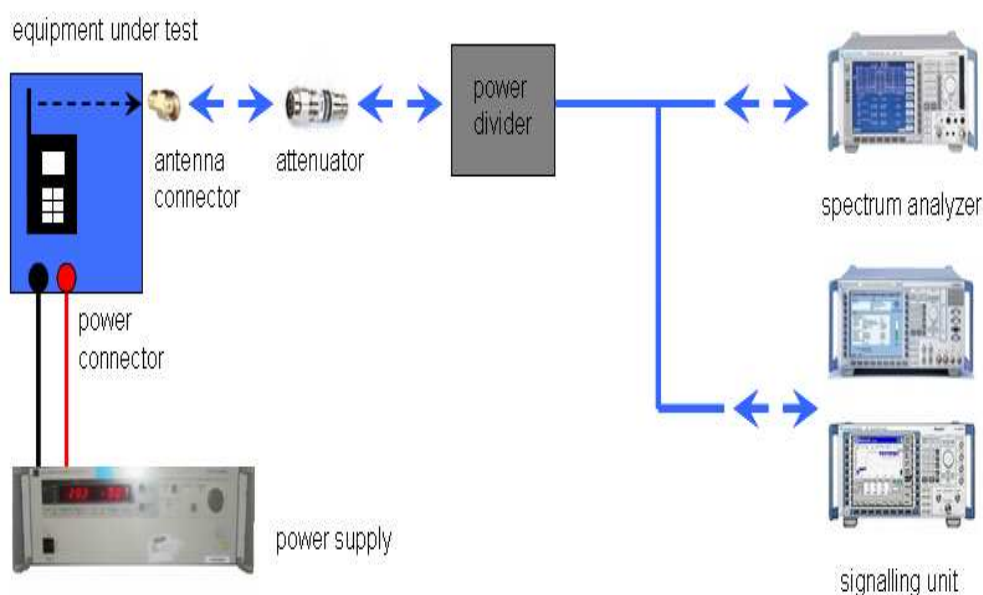 equipment under test
power
divider
antenna
connector
attenuator
spectrum analyzer
power
connector
power supply
signalling unit